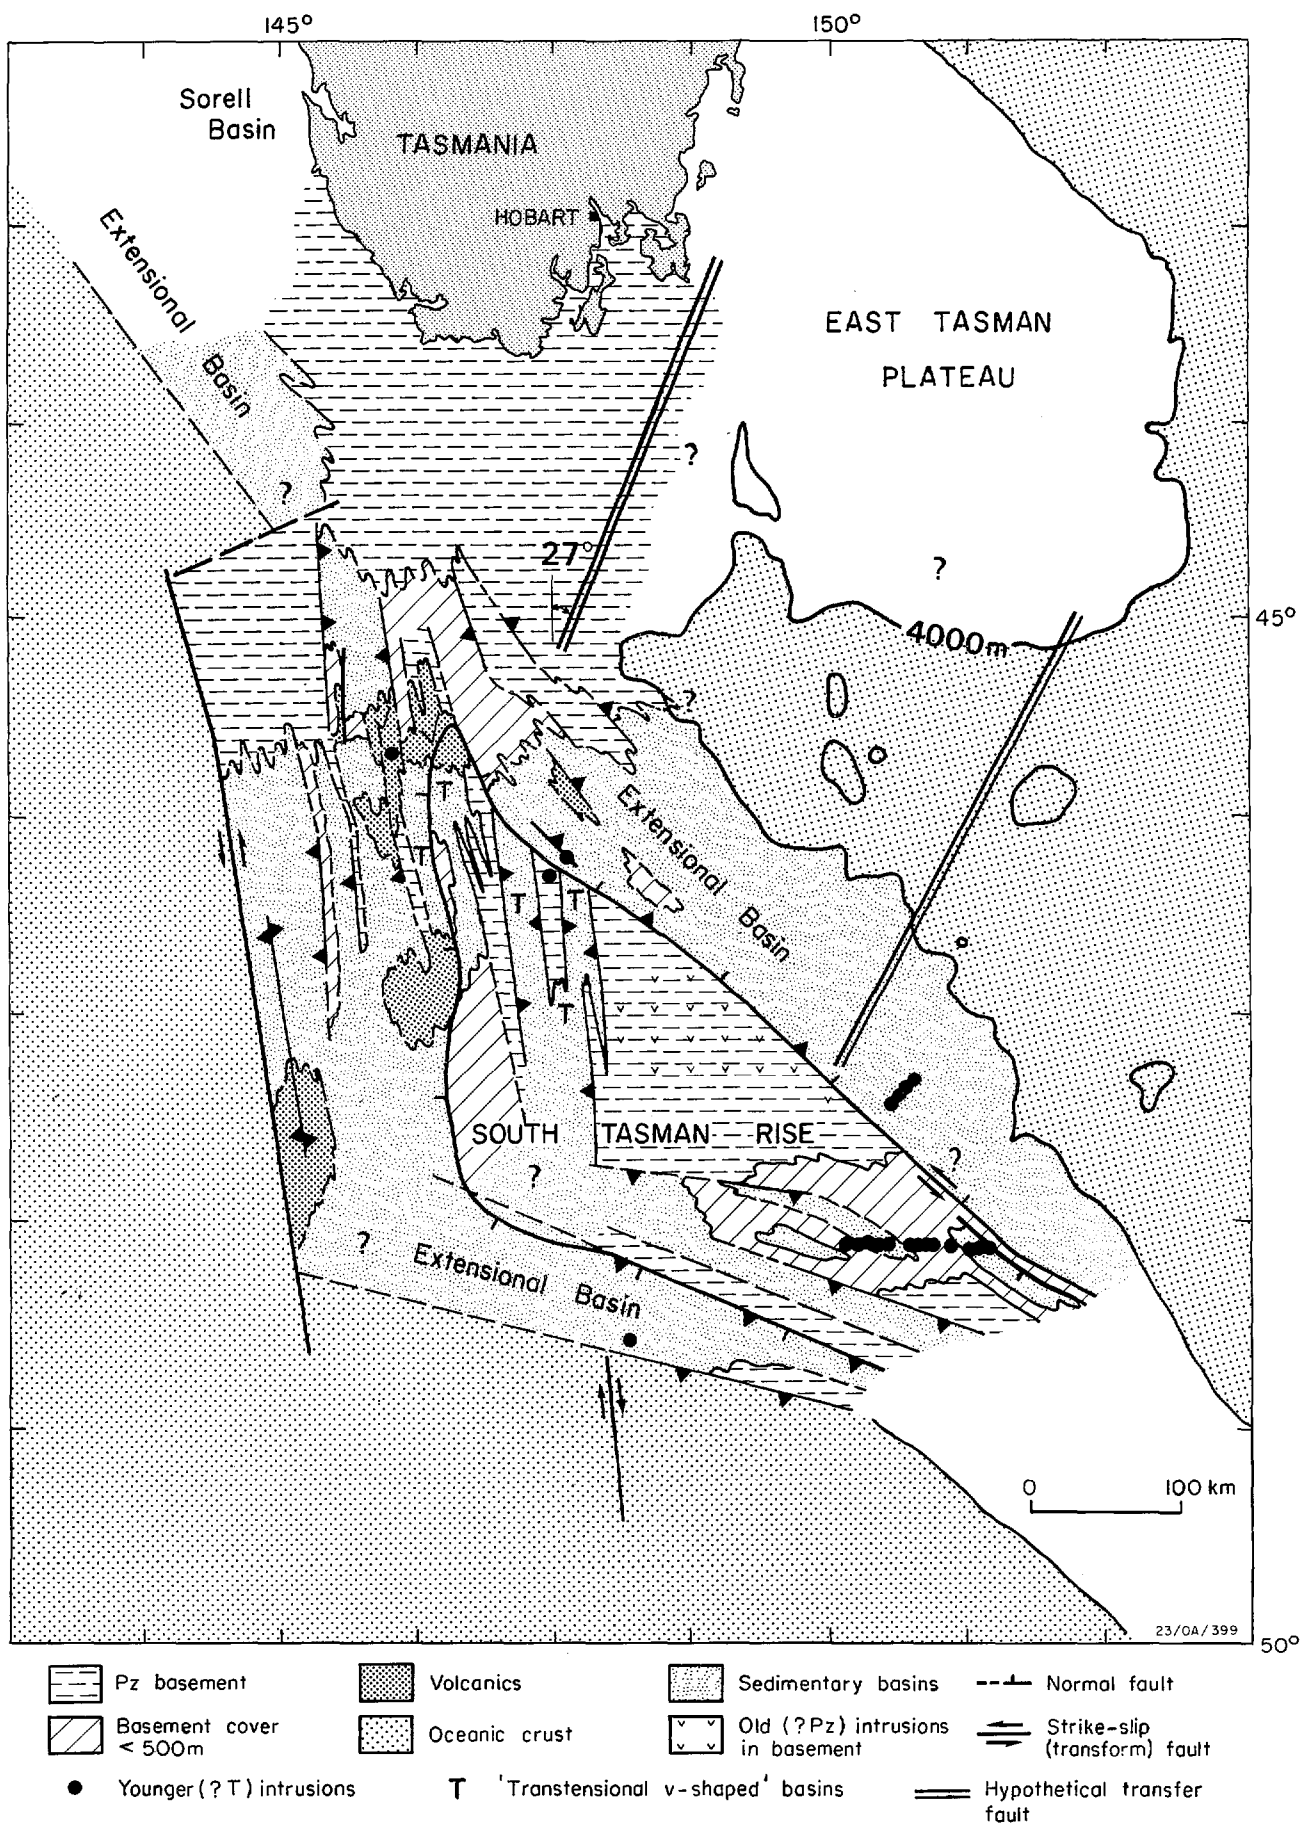 145° 150°
Sorell
Basin
TASMANIA
HOBART
Extensional
Basin
EAST TASMAN
PLATEAU
?
?
27°
?
45°
4000m
?
T
Extensional
Basin
T
T
T
T
SOUTH TASMAN RISE
?
?
?
Extensional Basin
0 100 km
23/OA/399
50°
Pz basement
Volcanics
Sedimentary basins
Normal fault
Basement cover
< 500m
Oceanic crust
Old (?Pz) intrusions
in basement
Strike-slip
(transform) fault
Younger (?T) intrusions
T 'Transtensional v-shaped' basins
Hypothetical transfer
fault